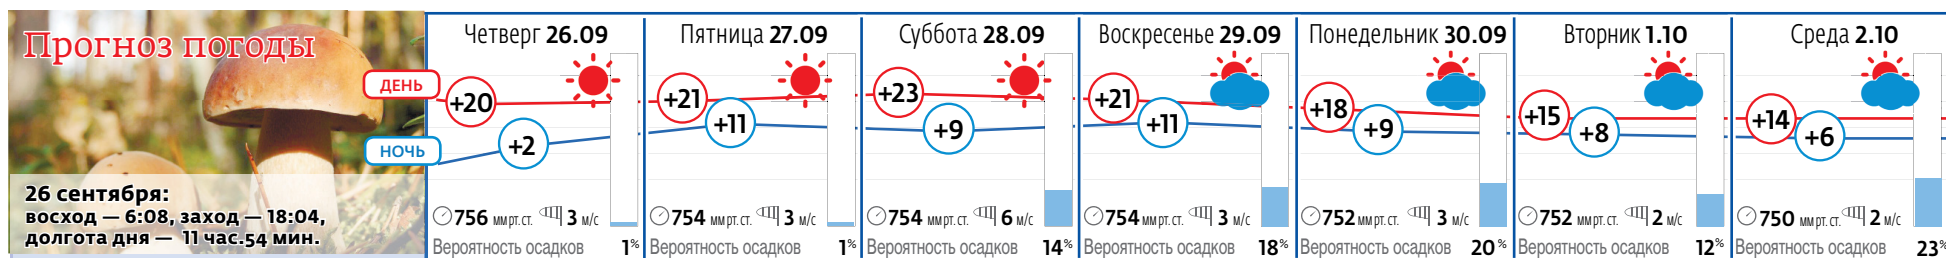 Прогноз погоды
ДЕНЬ
НОЧЬ
26 сентября:
восход — 6:08, заход — 18:04,
долгота дня — 11 час.54 мин.
Четверг 26.09
+20
+2
756 мм рт. ст. 3 м/с
Вероятность осадков 1%
Пятница 27.09
+21
+11
754 мм рт. ст. 3 м/с
Вероятность осадков 1%
Суббота 28.09
+23
+9
754 мм рт. ст. 6 м/с
Вероятность осадков 14%
Воскресенье 29.09
+21
+11
754 мм рт. ст. 3 м/с
Вероятность осадков 18%
Понедельник 30.09
+18
+9
752 мм рт. ст. 3 м/с
Вероятность осадков 20%
Вторник 1.10
+15
+8
752 мм рт. ст. 2 м/с
Вероятность осадков 12%
Среда 2.10
+14
+6
750 мм рт. ст. 2 м/с
Вероятность осадков 23%